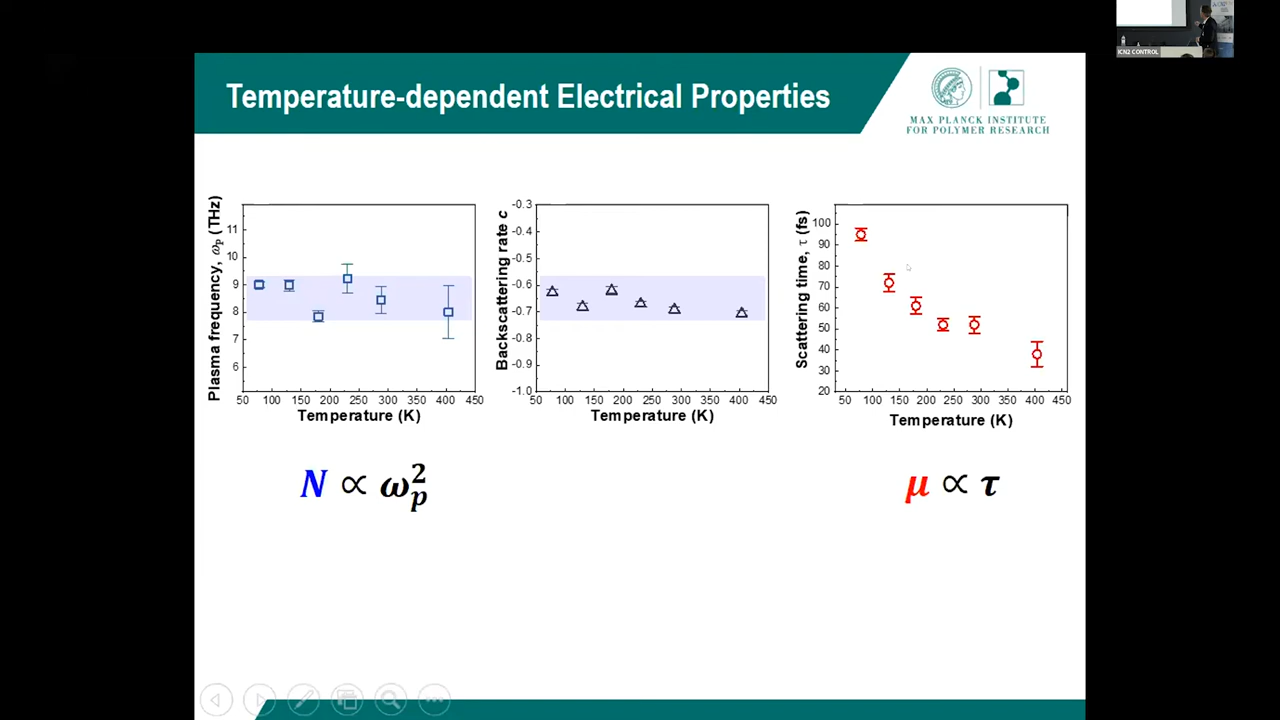 ICN2 CONTROL
Temperature-dependent Electrical Properties
MAX PLANCK INSTITUTE
FOR POLYMER RESEARCH
Plasma frequency, ωp (THz)
11
10
9
8
7
6
50 100 150 200 250 300 350 400 450
Temperature (K)
Backscattering rate c
-0.3
-0.4
-0.5
-0.6
-0.7
-0.8
-0.9
-1.0
50 100 150 200 250 300 350 400 450
Temperature (K)
Scattering time, τ (fs)
100
90
80
70
60
50
40
30
20
50 100 150 200 250 300 350 400 450
Temperature (K)
N ∝ ωp²
μ ∝ τ